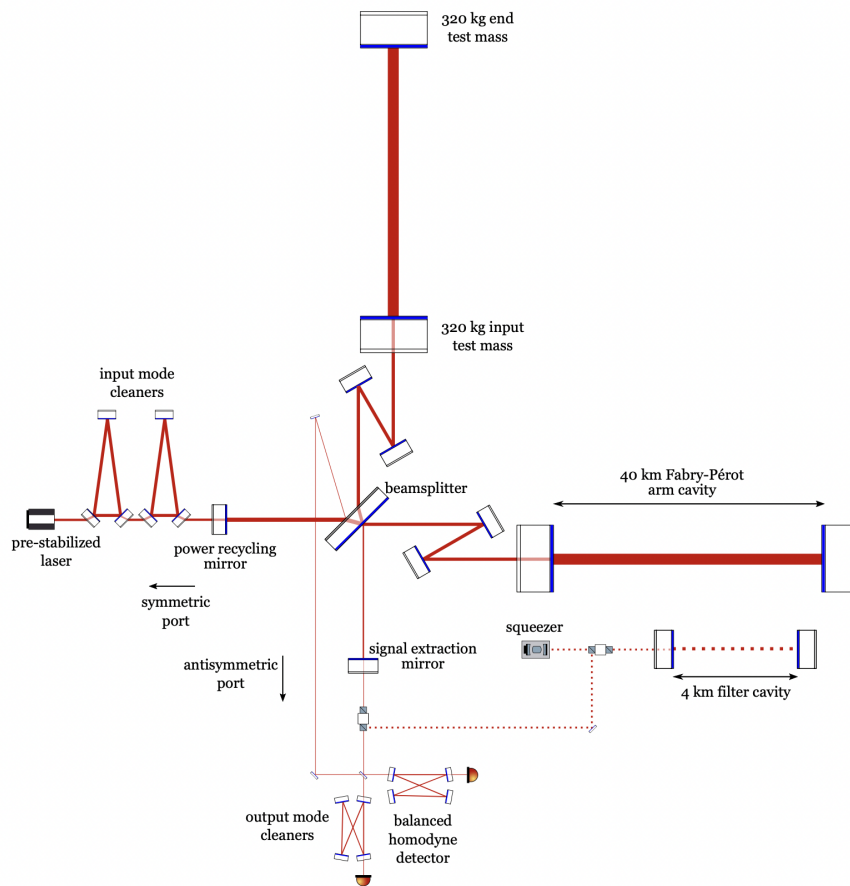 320 kg end
test mass
320 kg input
test mass
input mode
cleaners
40 km Fabry-Pérot
arm cavity
beamsplitter
pre-stabilized
laser
power recycling
mirror
symmetric
port
squeezer
signal extraction
mirror
antisymmetric
port
4 km filter cavity
output mode
cleaners
balanced
homodyne
detector